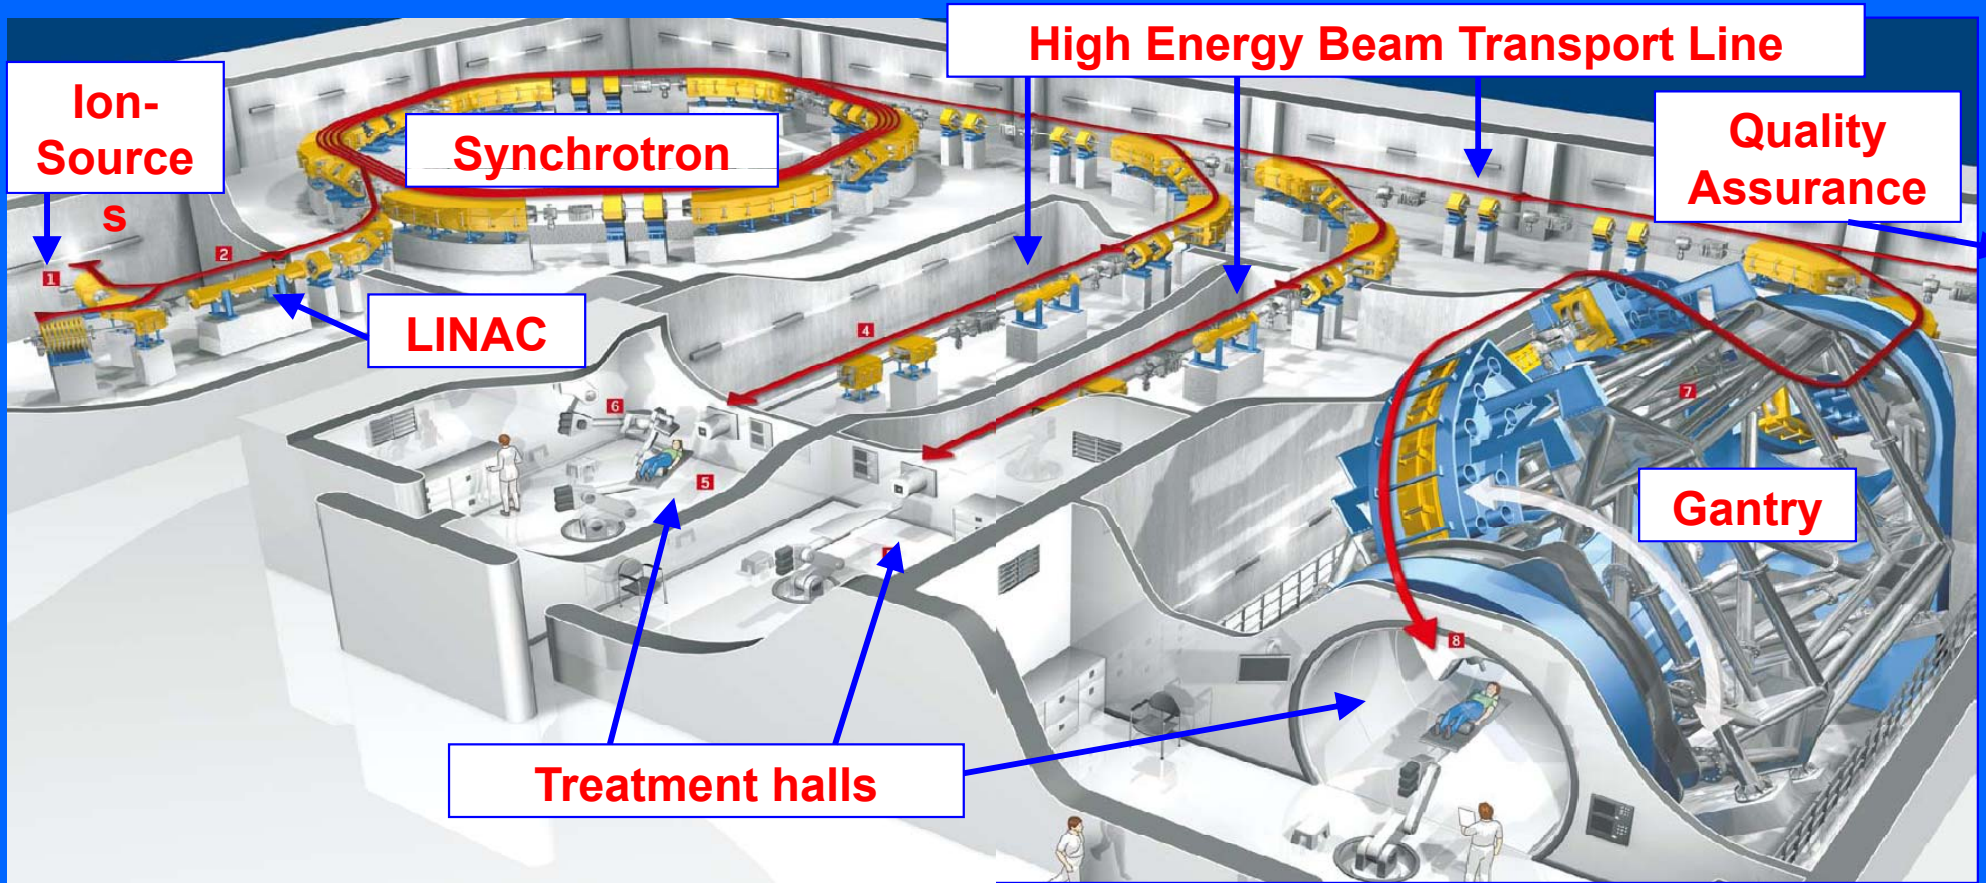 High Energy Beam Transport Line
Ion-
Source
s
Synchrotron
Quality
Assurance
LINAC
Gantry
Treatment halls
1
2
4
6
5
7
8